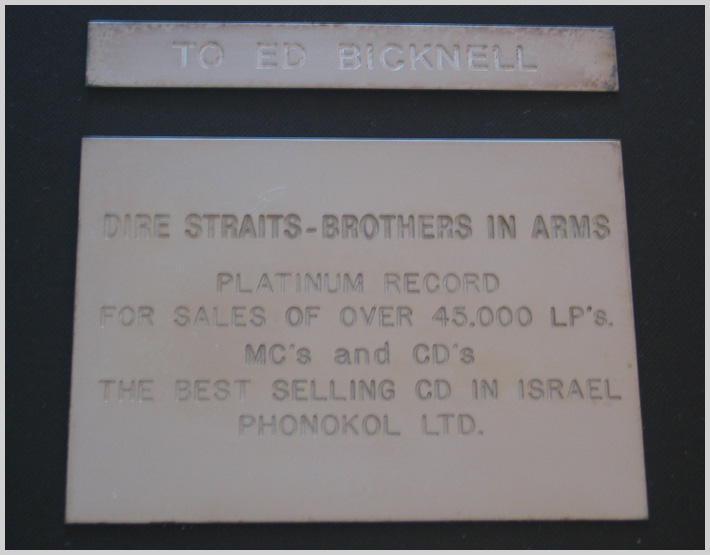 TO ED BICKNELL
DIRE STRAITS-BROTHERS IN ARMS
PLATINUM RECORD
FOR SALES OF OVER 45.000 LP's.
MC's and CD's
THE BEST SELLING CD IN ISRAEL
PHONOKOL LTD.